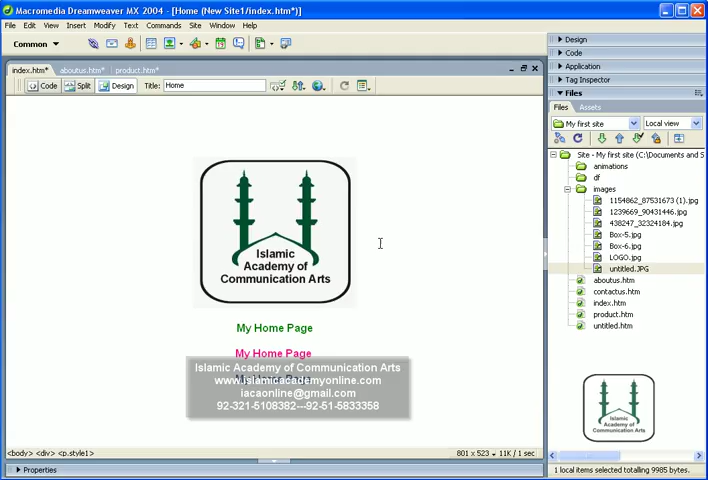 Macromedia Dreamweaver MX 2004 - [Home (New Site1/index.htm*)]
File Edit View Insert Modify Text Commands Site Window Help
Common
index.htm* aboutus.htm* product.htm*
Code Split Design Title: Home
Islamic
Academy of
Communication Arts
My Home Page
My Home Page
My Home Page
Islamic Academy of Communication Arts
www.islamicacademyonline.com
iacaonline@gmail.com
92-321-5108382---92-51-5833358
<body> <div> <p.style1>
801 x 523 11K / 1 sec
Properties
Design
Code
Application
Tag Inspector
Files
Files Assets
My first site Local view
Site - My first site (C:\Documents and S
animations
df
images
1154862_87531673 (1).jpg
1239669_90431446.jpg
438247_32324184.jpg
Box-5.jpg
Box-6.jpg
LOGO.jpg
untitled.JPG
aboutus.htm
contactus.htm
index.htm
product.htm
untitled.htm
Islamic
Academy of
Communication Arts
1 local items selected totalling 9985 bytes.